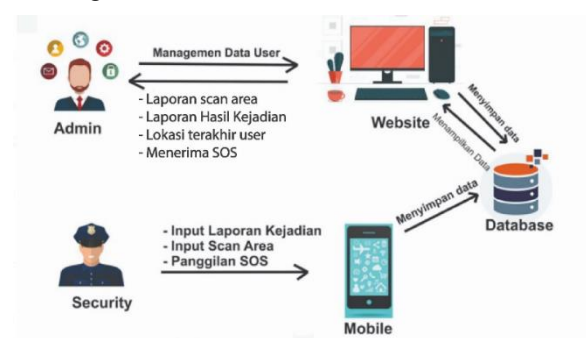 Managemen Data User
- Laporan scan area
- Laporan Hasil Kejadian
- Lokasi terakhir user
- Menerima SOS
Admin
Website
Menyimpan data
Menampilkan Data
Database
Menyimpan data
- Input Laporan Kejadian
- Input Scan Area
- Panggilan SOS
Security
Mobile